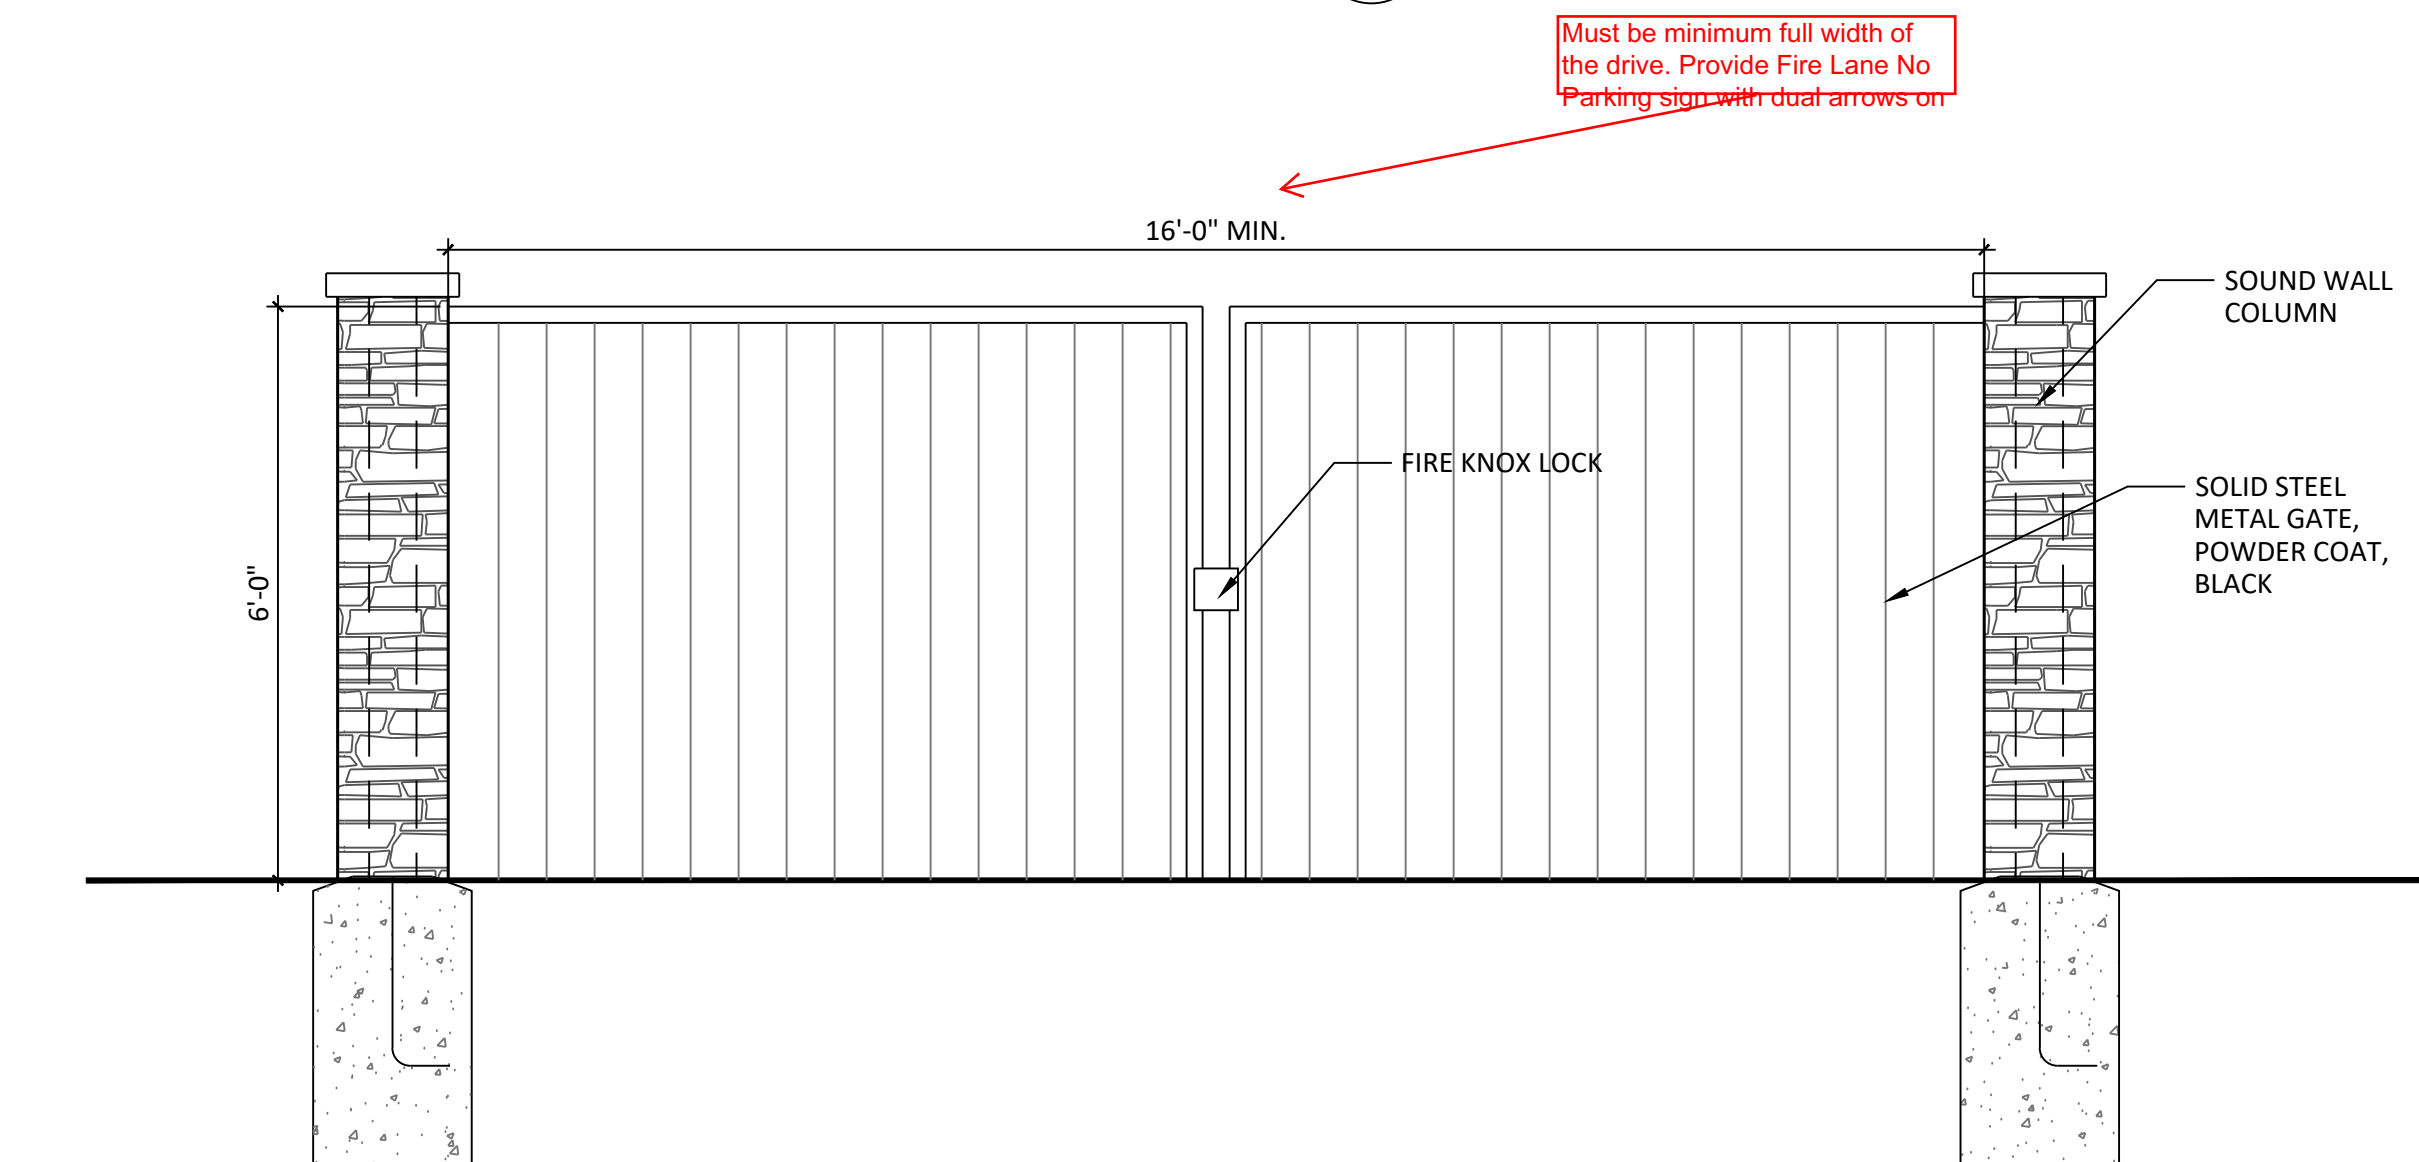 Must be minimum full width of
the drive. Provide Fire Lane No
Parking sign with dual arrows on
16'-0" MIN.
SOUND WALL
COLUMN
FIRE KNOX LOCK
SOLID STEEL
METAL GATE,
POWDER COAT,
BLACK
6'-0"